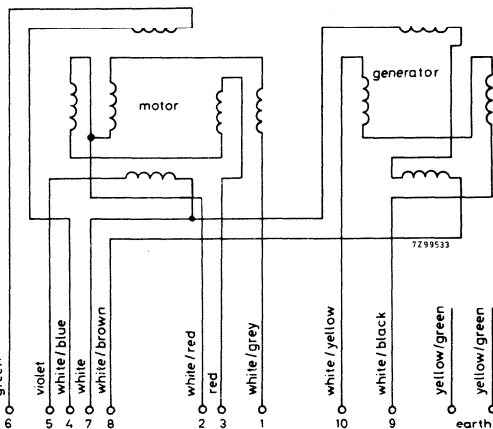 motor
generator
7Z99533
green
violet
white/blue
white
white/brown
white/red
red
white/grey
white/yellow
white/black
yellow/green
yellow/green
6 5 4 7 8 2 3 1 10 9 earth